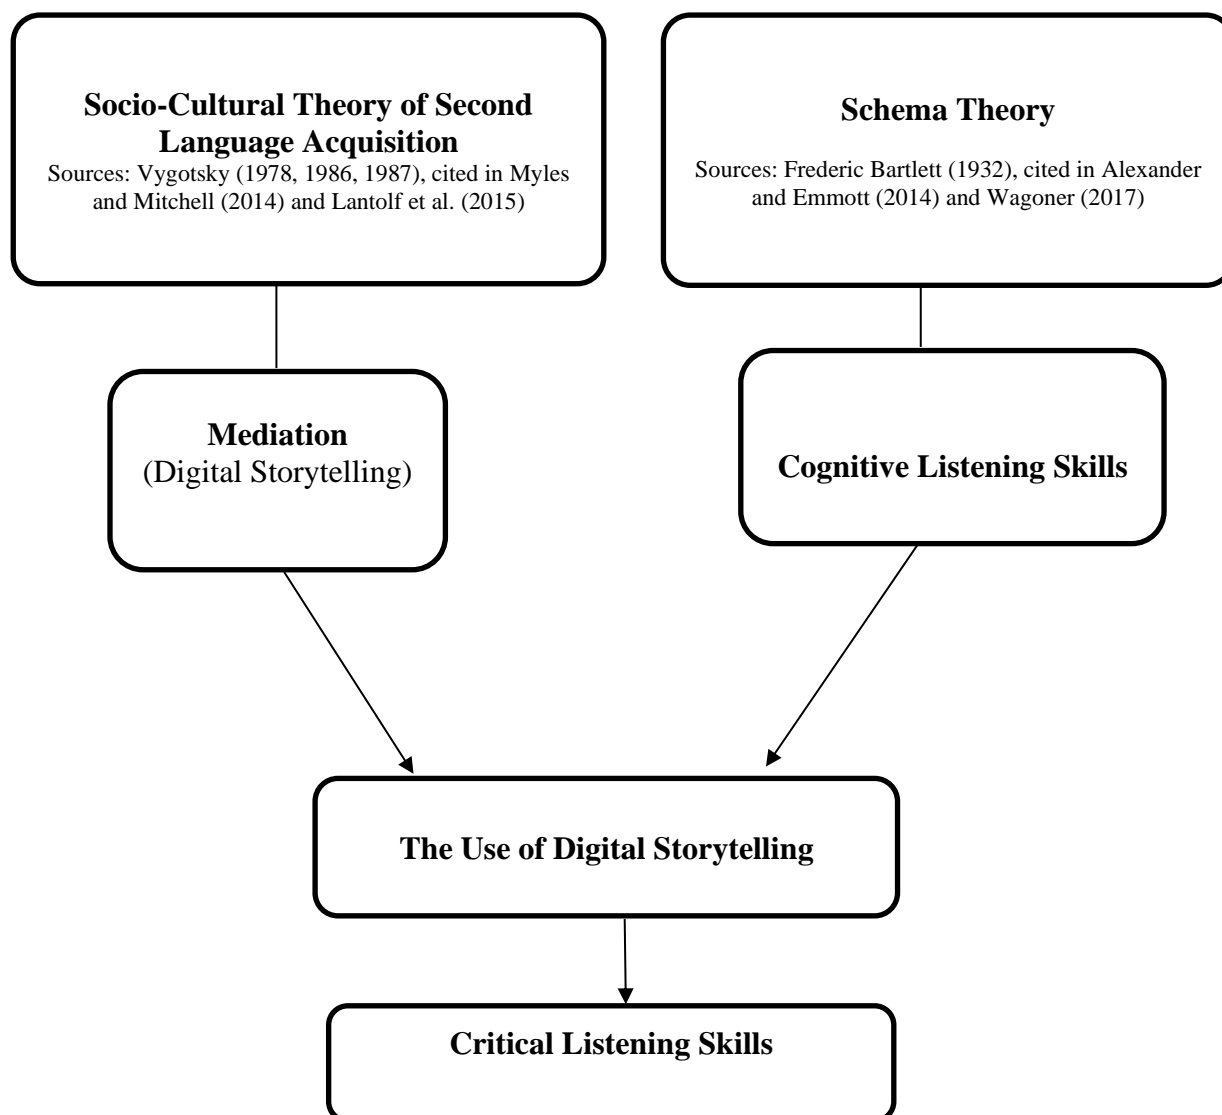 Socio-Cultural Theory of Second
Language Acquisition
Sources: Vygotsky (1978, 1986, 1987), cited in Myles
and Mitchell (2014) and Lantolf et al. (2015)
Schema Theory
Sources: Frederic Bartlett (1932), cited in Alexander
and Emmott (2014) and Wagoner (2017)
Mediation
(Digital Storytelling)
Cognitive Listening Skills
The Use of Digital Storytelling
Critical Listening Skills